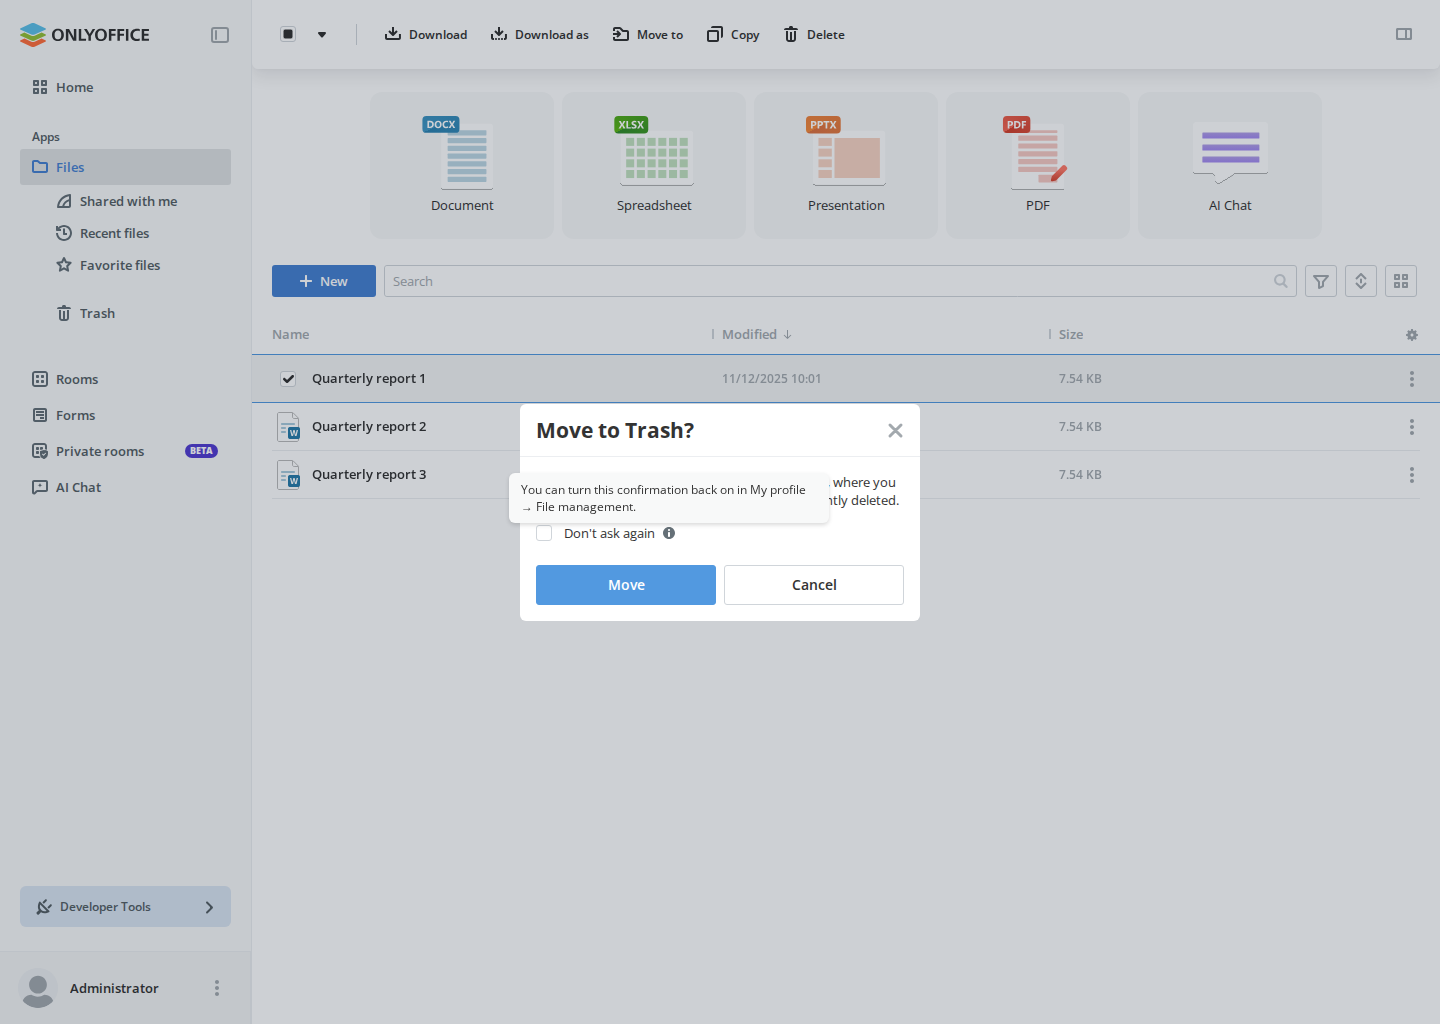 ONLYOFFICE
Download
Download as
Move to
Copy
Delete
Home
Apps
Files
Shared with me
Recent files
Favorite files
Trash
Rooms
Forms
Private rooms BETA
AI Chat
Developer Tools
Administrator
DOCX
Document
XLSX
Spreadsheet
PPTX
Presentation
PDF
PDF
AI Chat
New
Search
Name Modified Size
Quarterly report 1 11/12/2025 10:01 7.54 KB
Quarterly report 2 7.54 KB
Quarterly report 3 7.54 KB
Move to Trash?
where you
deleted.
You can turn this confirmation back on in My profile
→ File management.
Don't ask again
Move
Cancel